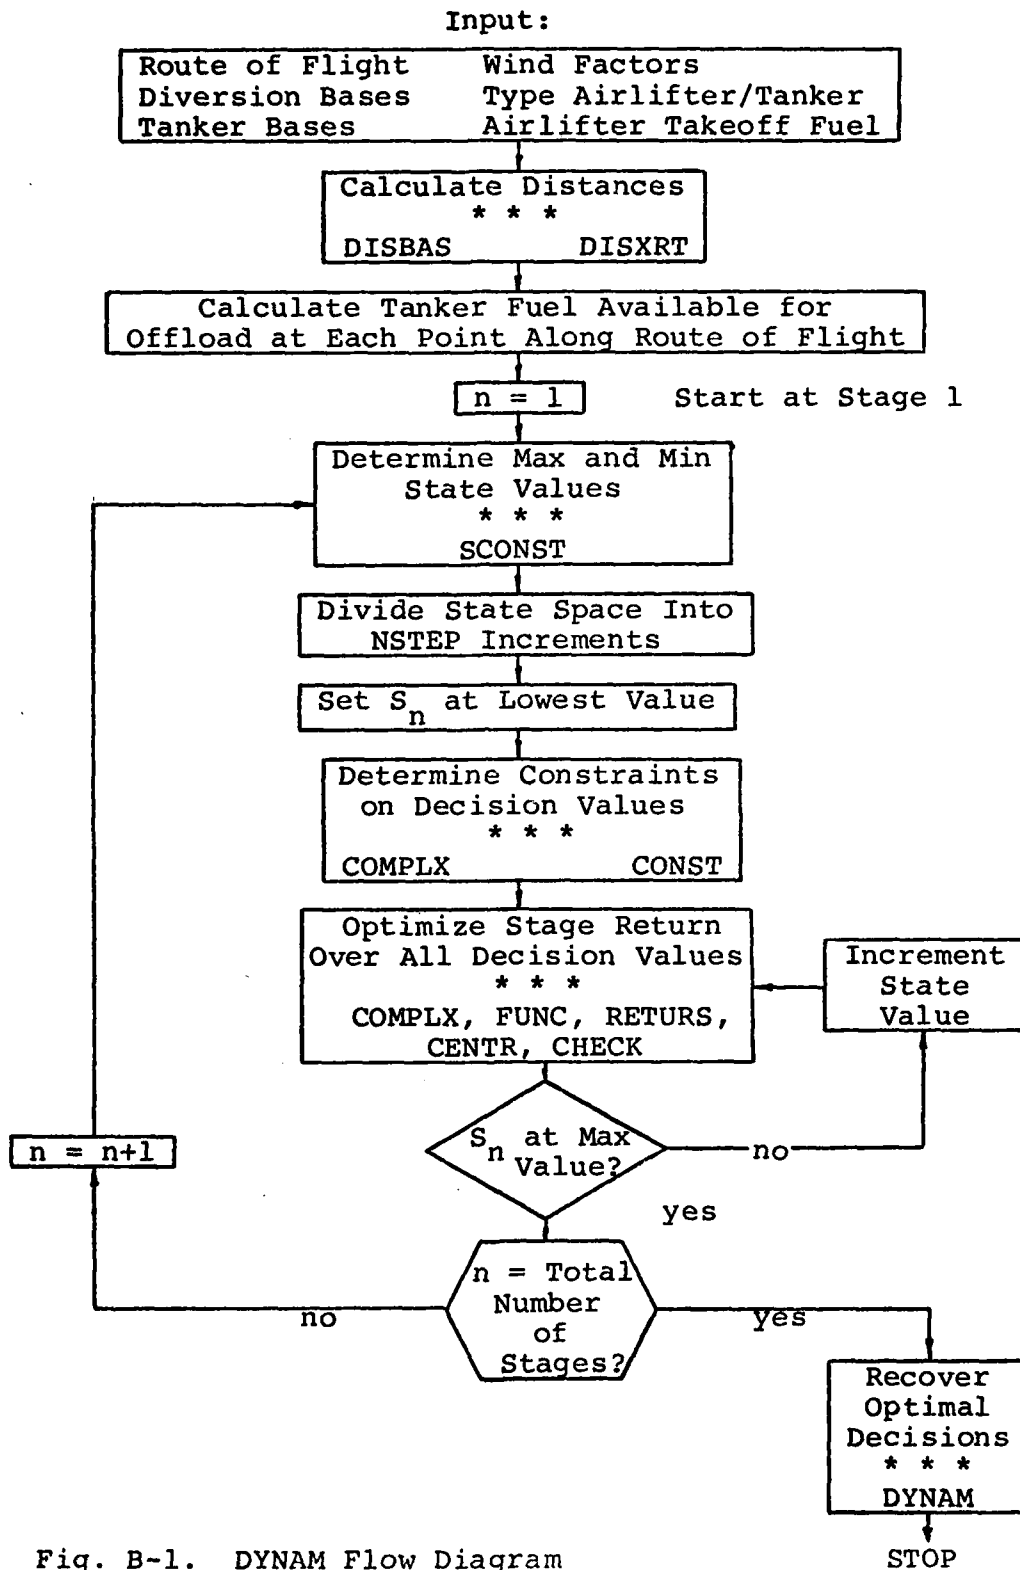 Input:
Route of Flight Wind Factors
Diversion Bases Type Airlifter/Tanker
Tanker Bases Airlifter Takeoff Fuel
Calculate Distances
* * *
DISBAS DISXRT
Calculate Tanker Fuel Available for
Offload at Each Point Along Route of Flight
n = 1 Start at Stage 1
Determine Max and Min
State Values
* * *
SCONST
Divide State Space Into
NSTEP Increments
Set Sn at Lowest Value
Determine Constraints
on Decision Values
* * *
COMPLX CONST
Optimize Stage Return
Over All Decision Values
* * *
COMPLX, FUNC, RETURS,
CENTR, CHECK
Increment
State
Value
Sn at Max
Value?
no
n = n+1
yes
n = Total
Number
of
Stages?
no
yes
Recover
Optimal
Decisions
* * *
DYNAM
STOP
Fig. B-1. DYNAM Flow Diagram